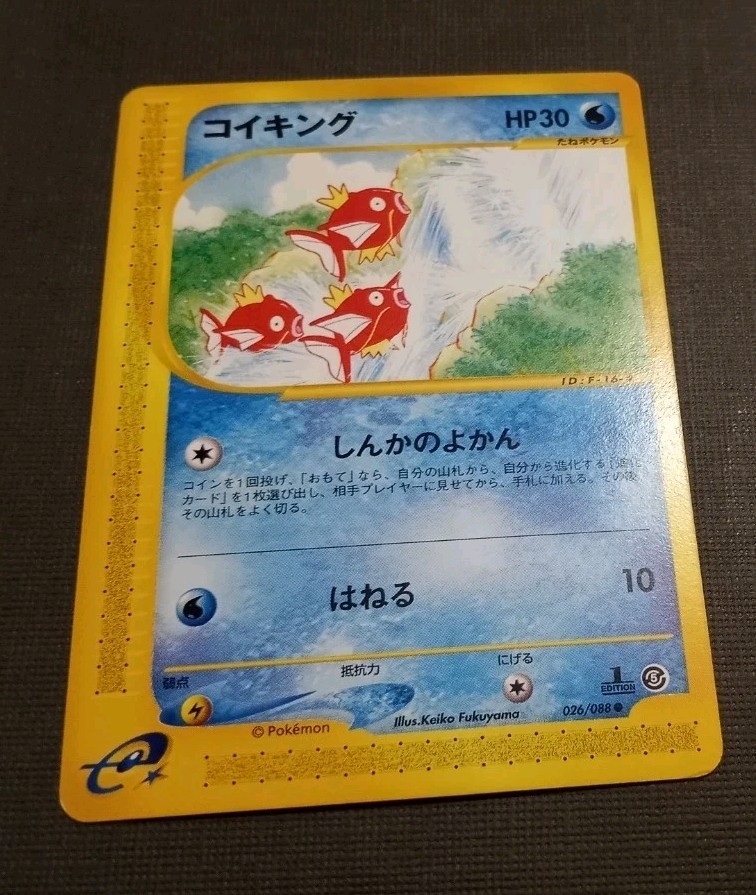 コイキング HP30
たねポケモン
ID:F-16-
しんかのよかん
コインを1回投げ、「おもて」なら、自分の山札から、自分から進化する「進化
カード」を1枚選び出し、相手プレイヤーに見せてから、手札に加える。その後
その山札をよく切る。
はねる 10
弱点 抵抗力 にげる
1
EDITION
5
© Pokémon Illus.Keiko Fukuyama 026/088 ●
e